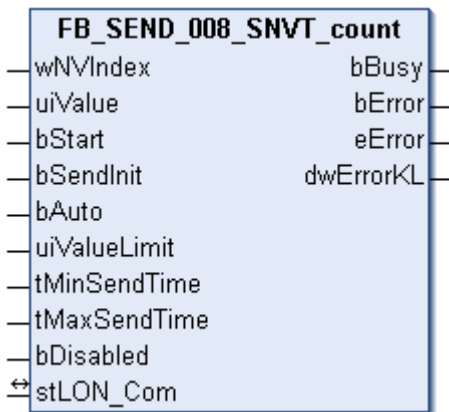 FB_SEND_008_SNVT_count
wNVIndex bBusy
uiValue bError
bStart eError
bSendInit dwErrorKL
bAuto
uiValueLimit
tMinSendTime
tMaxSendTime
bDisabled
stLON_Com